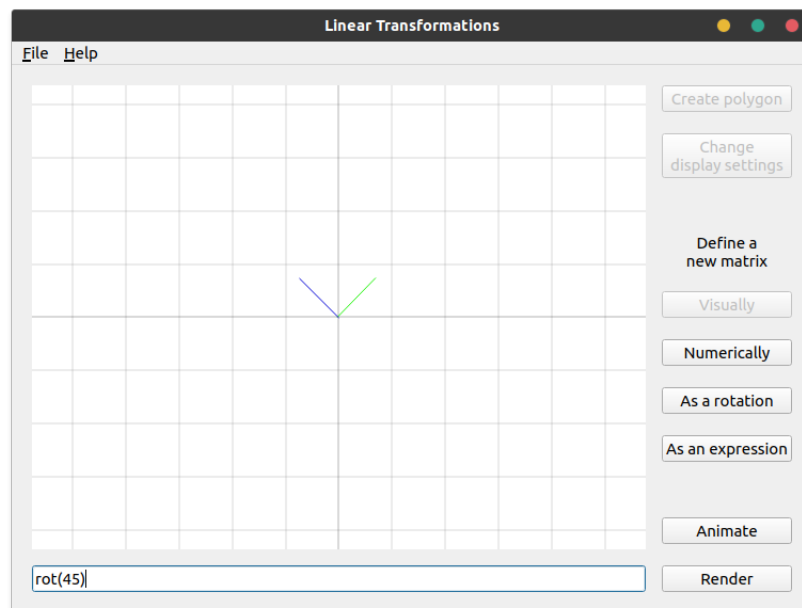 Linear Transformations
File Help
Create polygon
Change
display settings
Define a
new matrix
Visually
Numerically
As a rotation
As an expression
Animate
rot(45)
Render